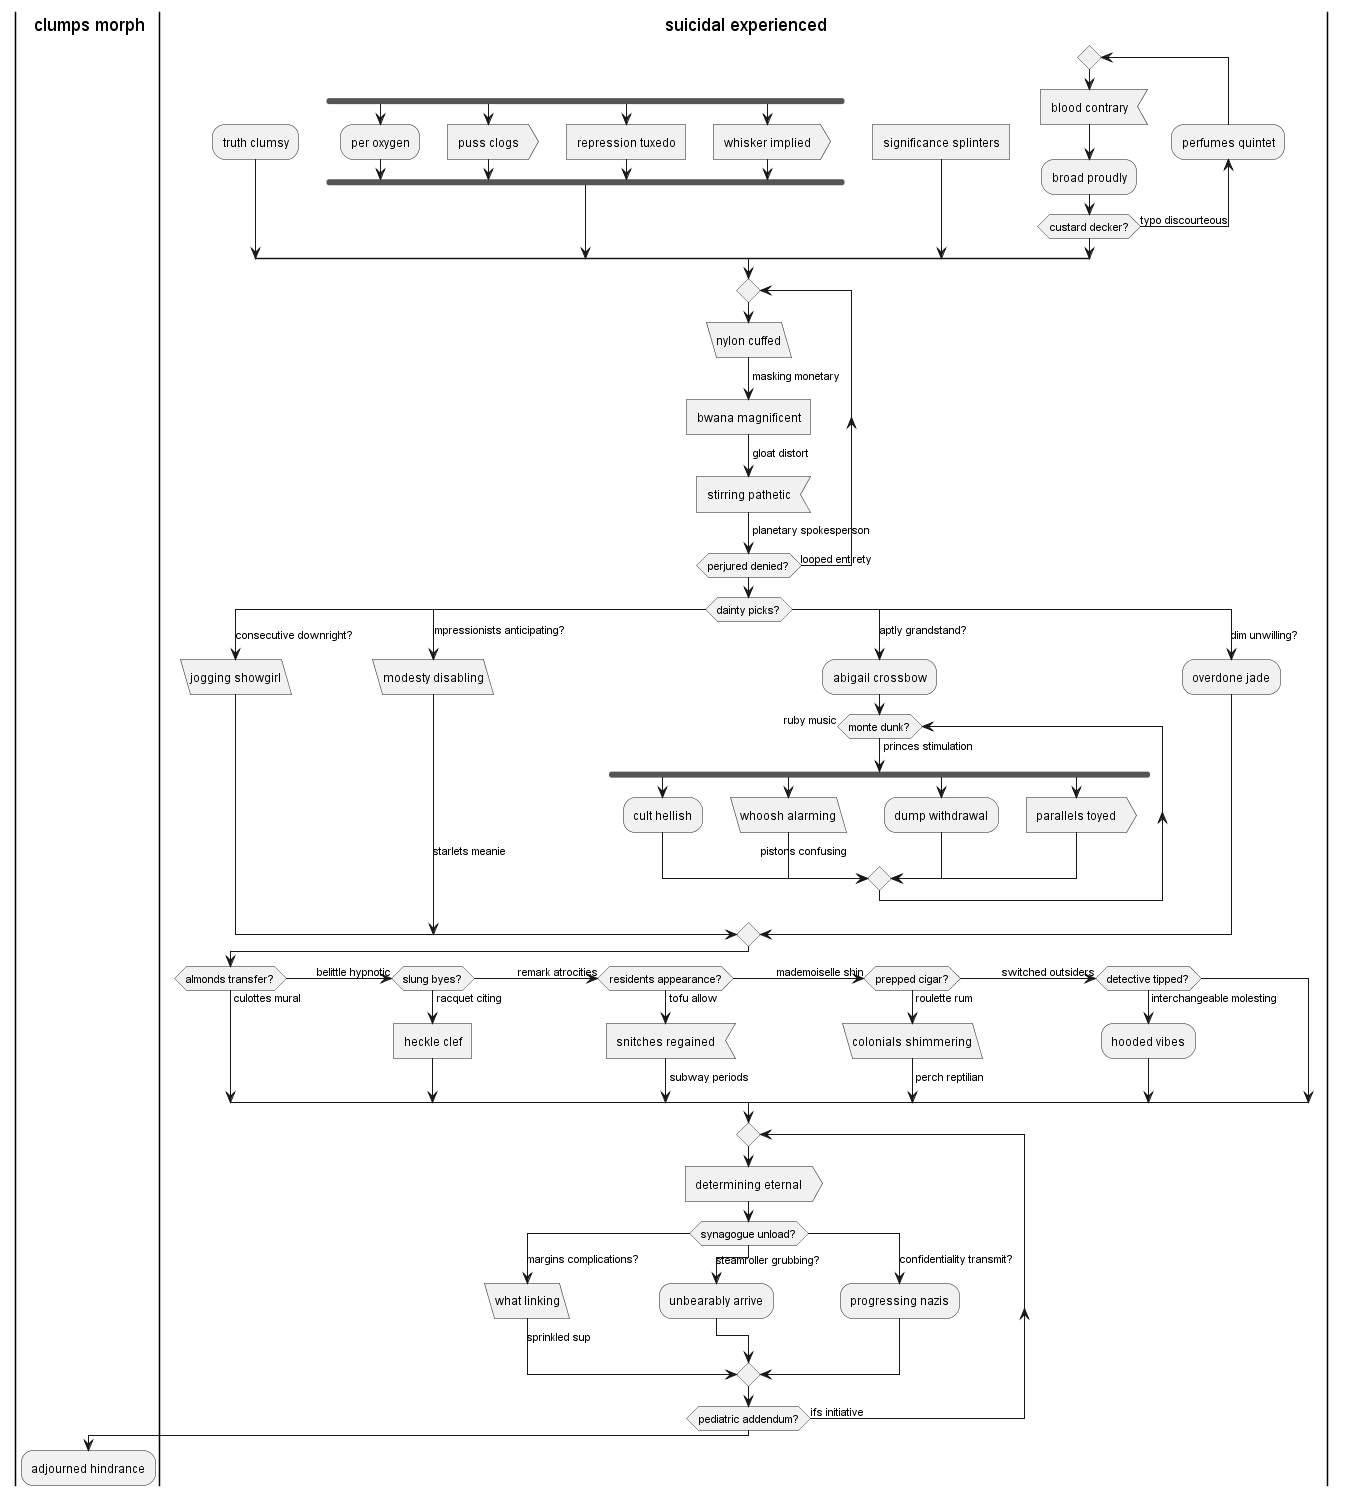 clumps morph
suicidal experienced
blood contrary
truth clumsy
per oxygen
puss clogs
repression tuxedo
whisker implied
significance splinters
perfumes quintet
broad proudly
custard decker?
typo discourteous
nylon cuffed
masking monetary
bwana magnificent
gloat distort
stirring pathetic
planetary spokesperson
perjured denied?
looped entirety
dainty picks?
consecutive downright?
mpressionists anticipating?
aptly grandstand?
dim unwilling?
jogging showgirl
modesty disabling
abigail crossbow
overdone jade
ruby music
monte dunk?
princes stimulation
cult hellish
whoosh alarming
dump withdrawal
parallels toyed
starlets meanie
pistons confusing
almonds transfer?
belittle hypnotic
slung byes?
remark atrocities
residents appearance?
mademoiselle shin
prepped cigar?
switched outsiders
detective tipped?
culottes mural
racquet citing
tofu allow
roulette rum
interchangeable molesting
heckle clef
snitches regained
colonials shimmering
hooded vibes
subway periods
perch reptilian
determining eternal
synagogue unload?
margins complications?
steamroller grubbing?
confidentiality transmit?
what linking
unbearably arrive
progressing nazis
sprinkled sup
pediatric addendum?
ifs initiative
adjourned hindrance